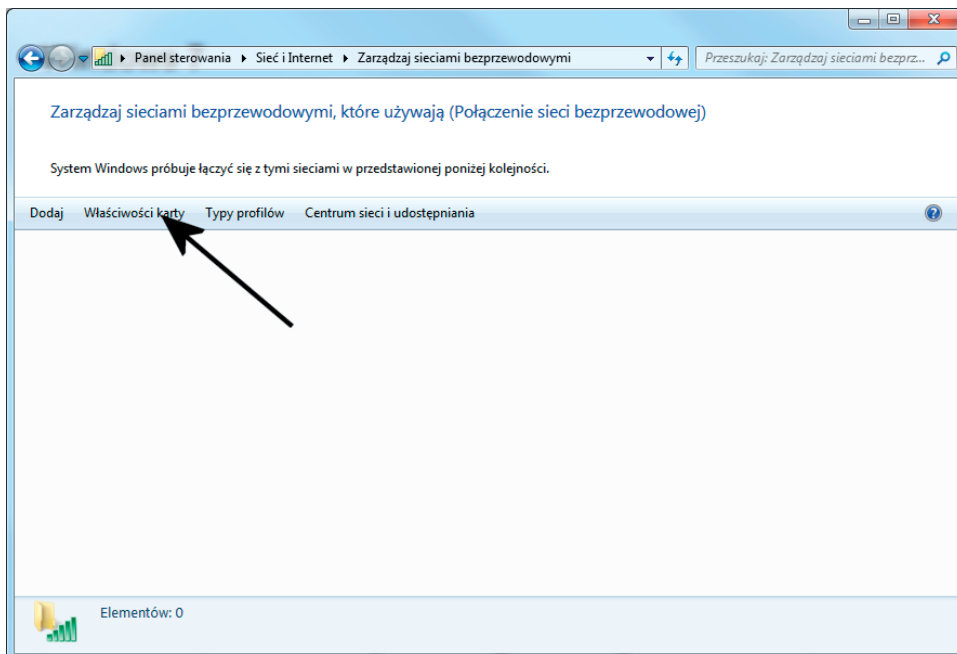 Panel sterowania Sieć i Internet Zarządzaj sieciami bezprzewodowymi Przeszukaj: Zarządzaj sieciami bezprz...
Zarządzaj sieciami bezprzewodowymi, które używają (Połączenie sieci bezprzewodowej)
System Windows próbuje łączyć się z tymi sieciami w przedstawionej poniżej kolejności.
Dodaj Właściwości karty Typy profilów Centrum sieci i udostępniania
Elementów: 0